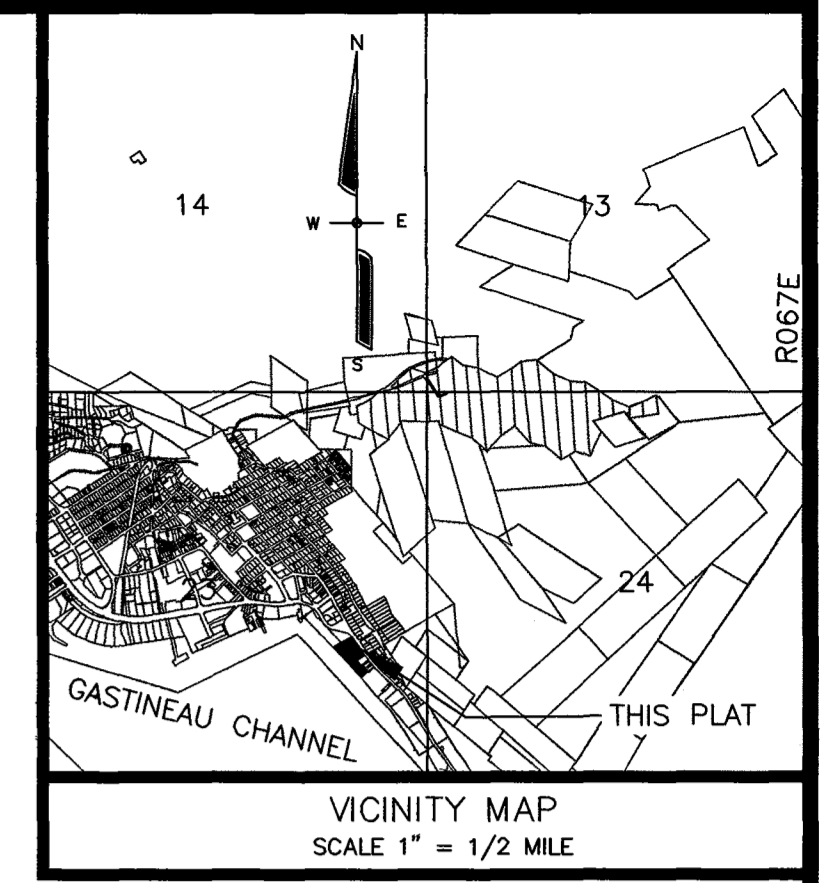 N
14
13
W
E
R067E
S
24
THIS PLAT
GASTINEAU CHANNEL
VICINITY MAP
SCALE 1" = 1/2 MILE